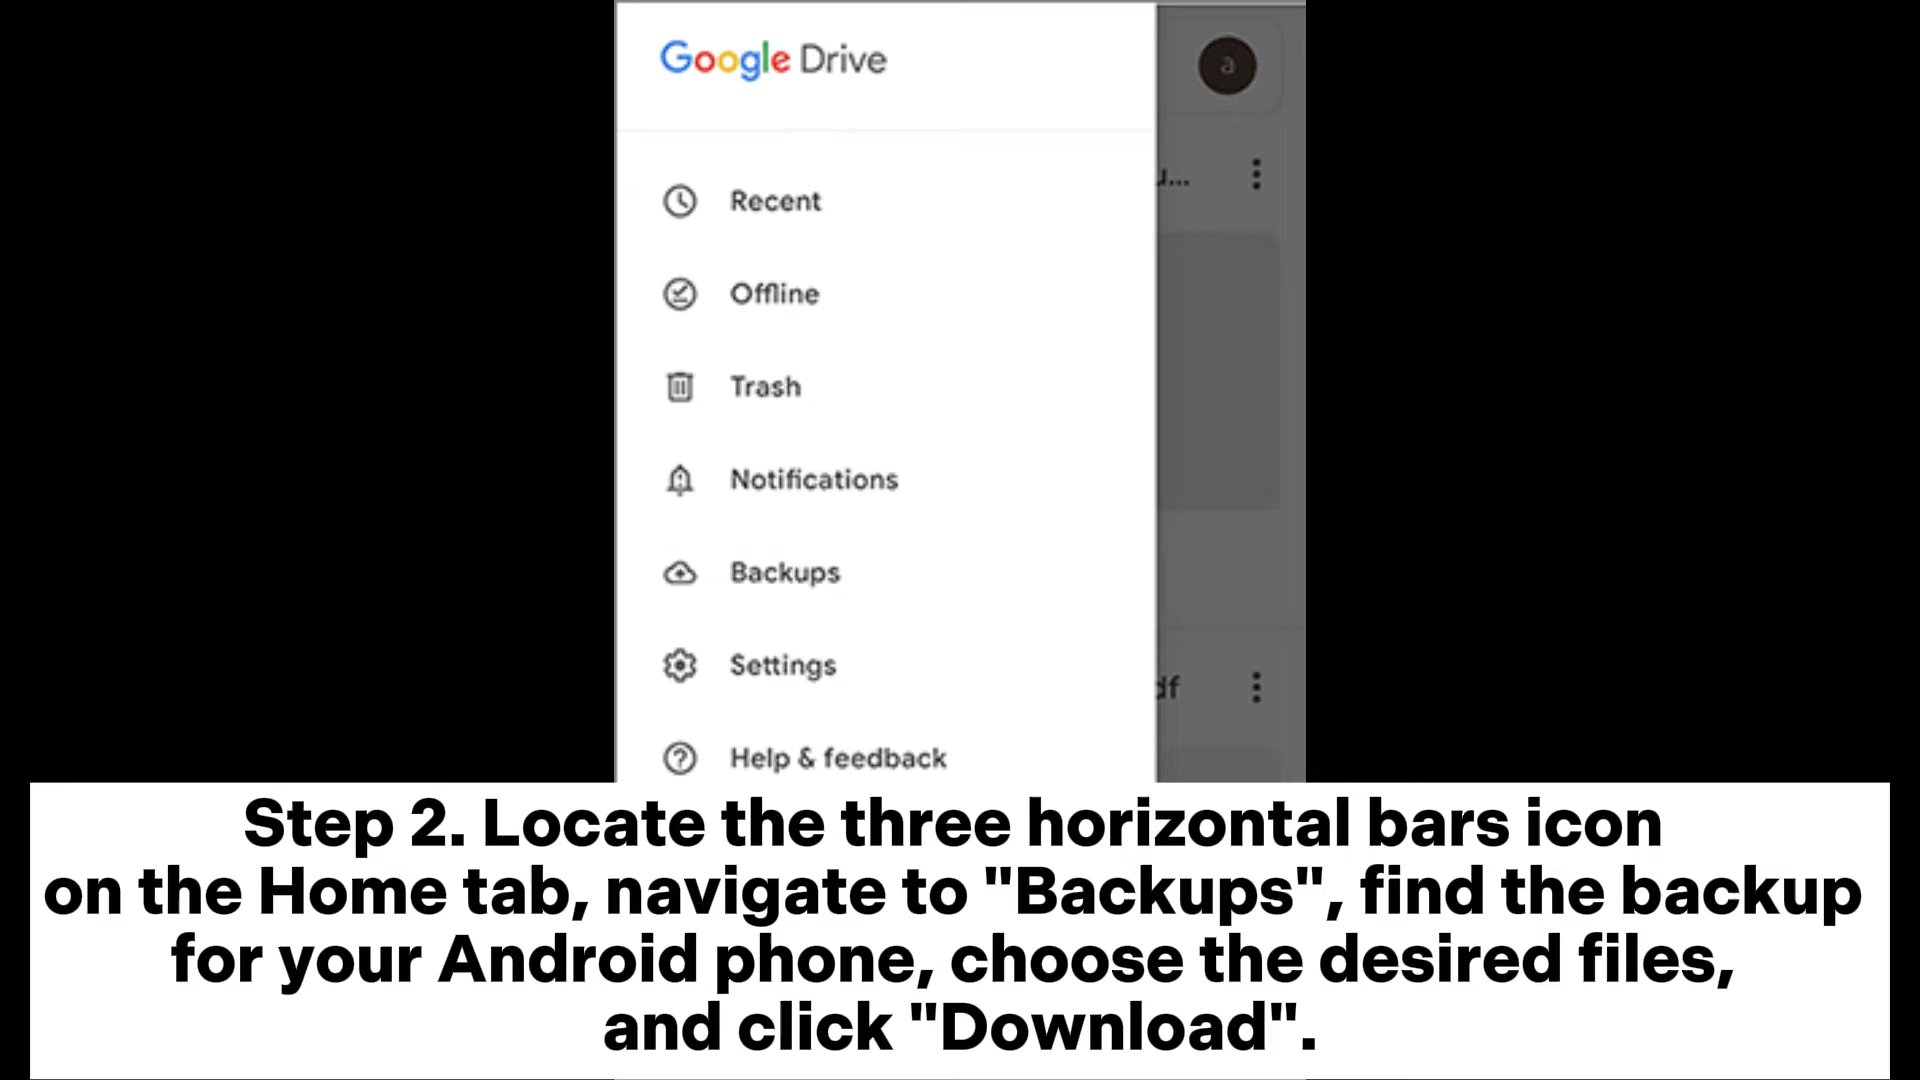 Google Drive
a
u...
Recent
Offline
Trash
Notifications
Backups
Settings
df
Help & feedback
Step 2. Locate the three horizontal bars icon
on the Home tab, navigate to "Backups", find the backup
for your Android phone, choose the desired files,
and click "Download".